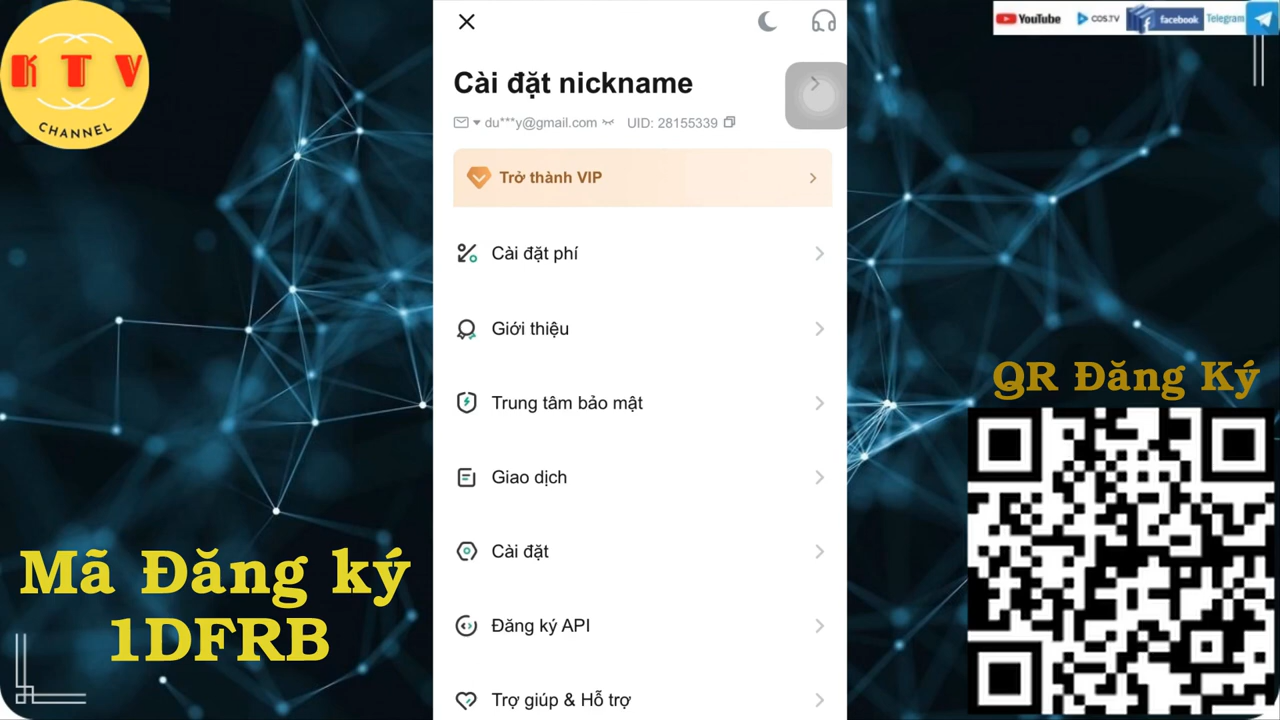 K T V
CHANNEL
YouTube COS.TV facebook Telegram
Cài đặt nickname
du***y@gmail.com UID: 28155339
Trở thành VIP
Cài đặt phí
Giới thiệu
Trung tâm bảo mật
Giao dịch
Cài đặt
Đăng ký API
Trợ giúp & Hỗ trợ
QR Đăng Ký
Mã Đăng ký
1DFRB